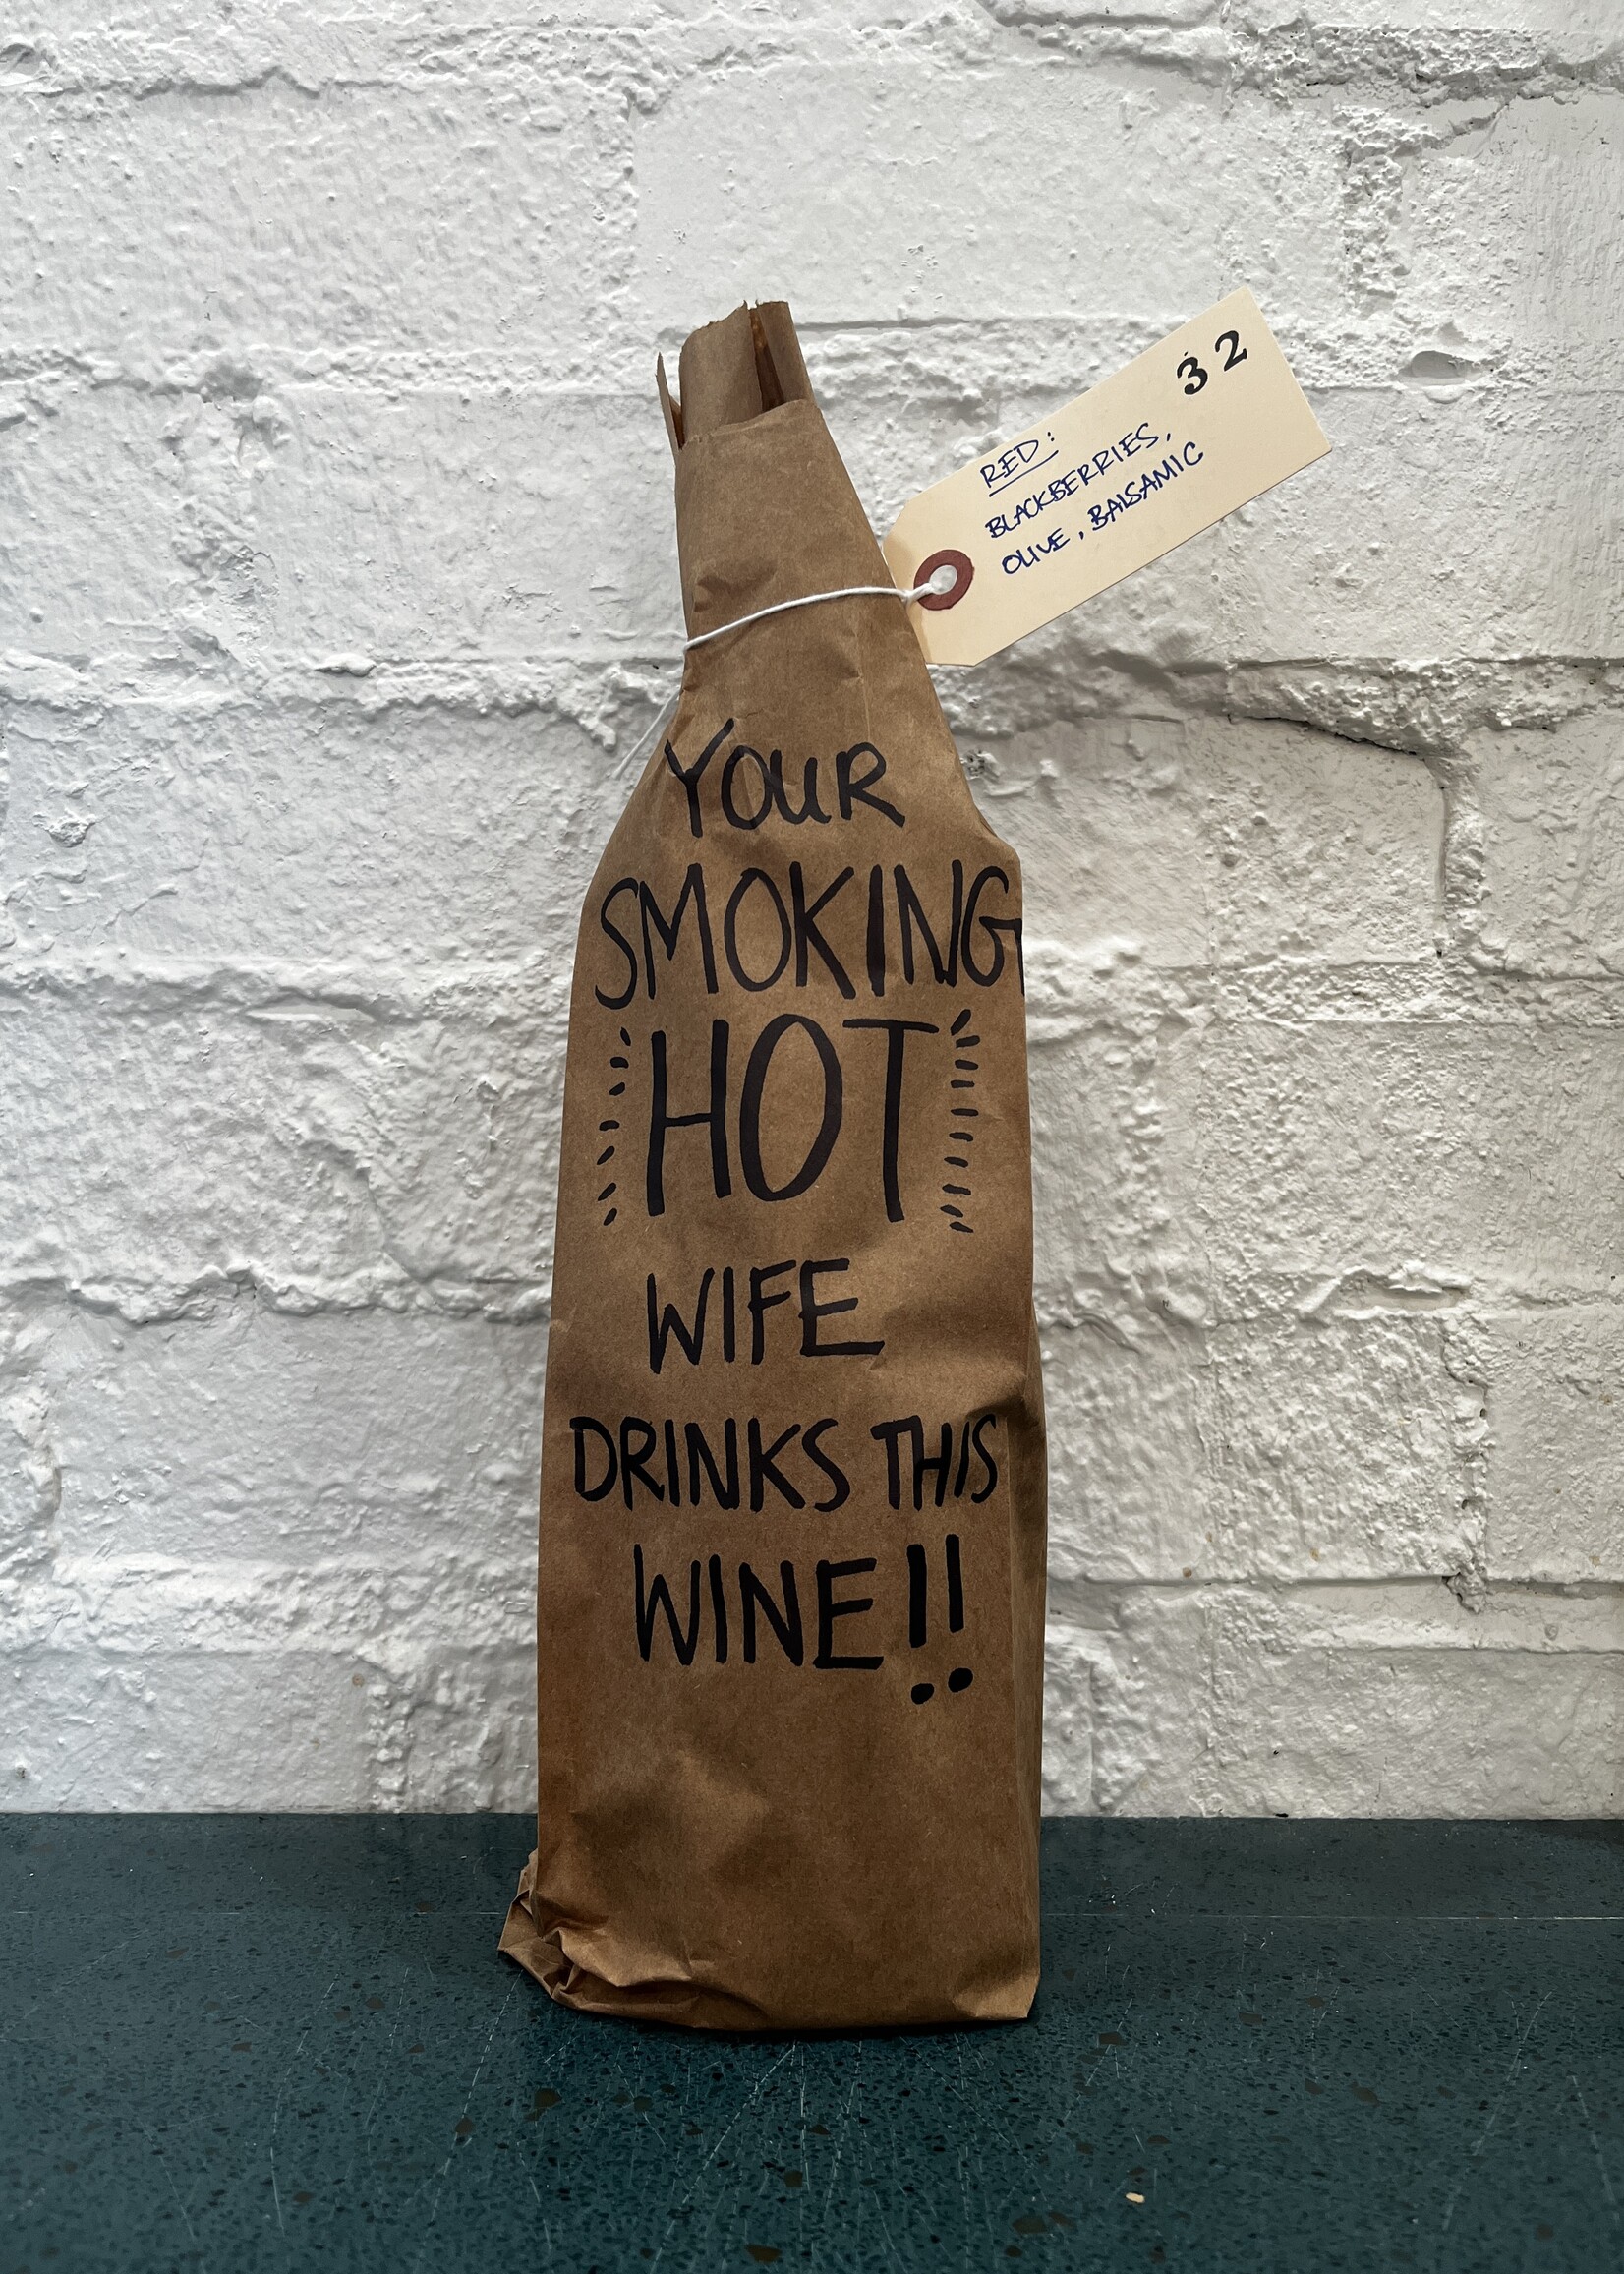 32
RED:
BLACKBERRIES,
OLIVE, BALSAMIC
YOUR
SMOKING
HOT
WIFE
DRINKS THIS
WINE!!